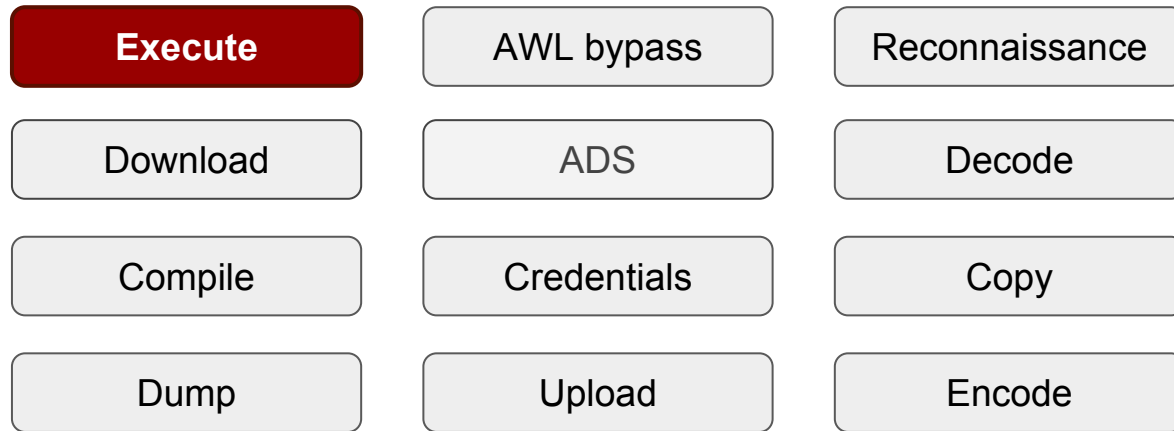 Execute
AWL bypass
Reconnaissance
Download
ADS
Decode
Compile
Credentials
Copy
Dump
Upload
Encode